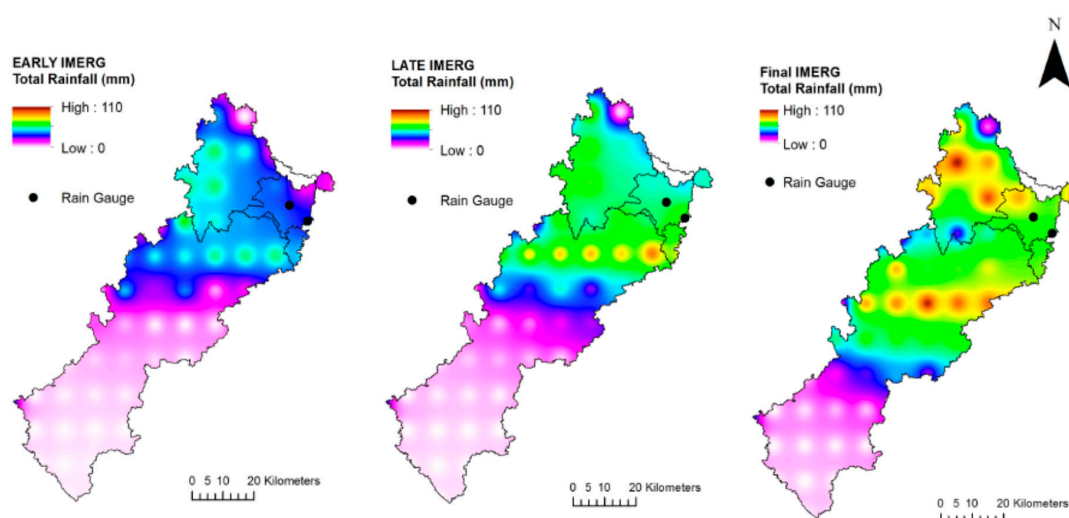 EARLY IMERG
Total Rainfall (mm)
High : 110
Low : 0
Rain Gauge
0 5 10 20 Kilometers
LATE IMERG
Total Rainfall (mm)
High : 110
Low : 0
Rain Gauge
0 5 10 20 Kilometers
N
Final IMERG
Total Rainfall (mm)
High : 110
Low : 0
Rain Gauge
0 5 10 20 Kilometers